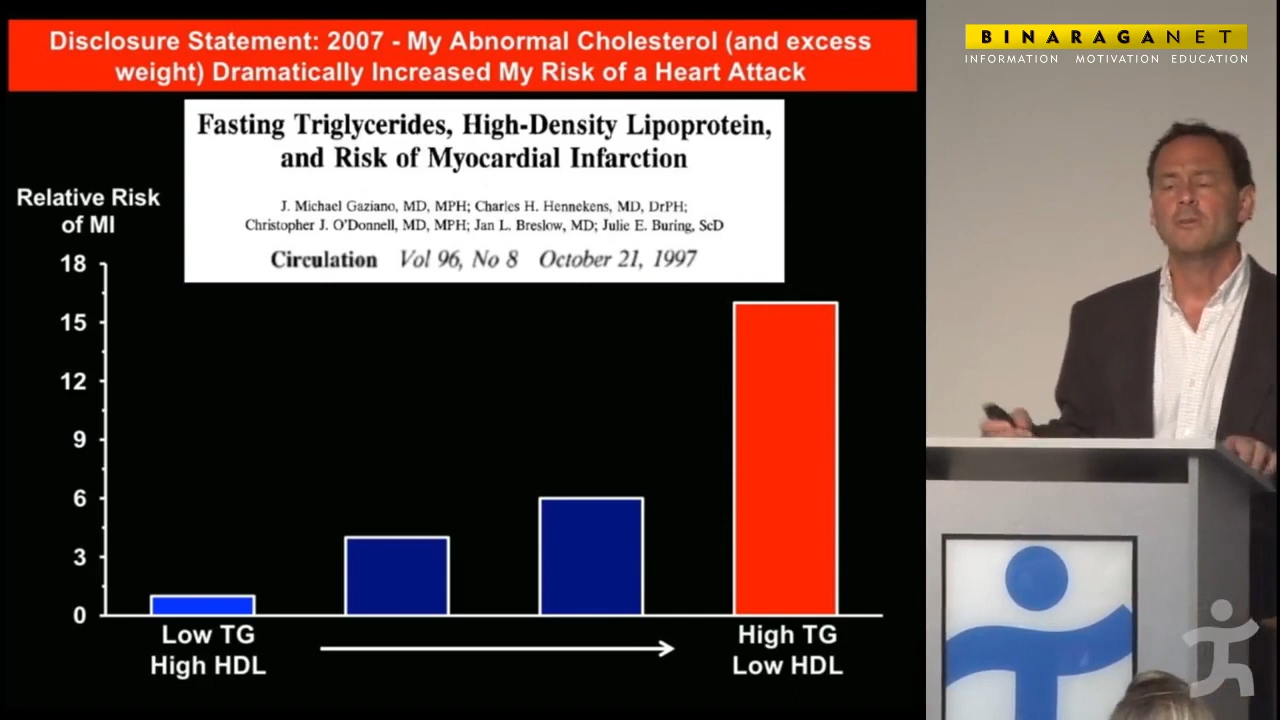 Disclosure Statement: 2007 - My Abnormal Cholesterol (and excess
weight) Dramatically Increased My Risk of a Heart Attack
Fasting Triglycerides, High-Density Lipoprotein,
and Risk of Myocardial Infarction
J. Michael Gaziano, MD, MPH; Charles H. Hennekens, MD, DrPH;
Christopher J. O'Donnell, MD, MPH; Jan L. Breslow, MD; Julie E. Buring, ScD
Circulation Vol 96, No 8 October 21, 1997
Relative Risk
of MI
18
15
12
9
6
3
0
Low TG
High HDL
High TG
Low HDL
BINARAGANET
INFORMATION MOTIVATION EDUCATION